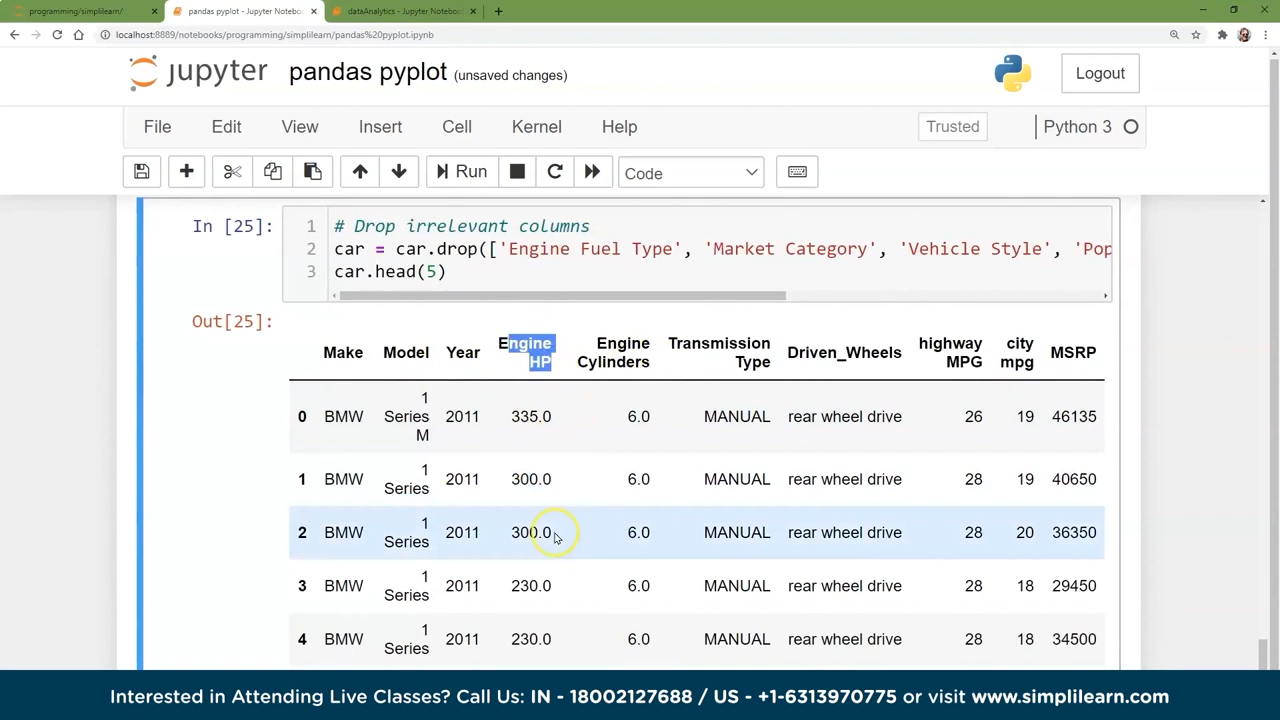 programming/simplilearn/
pandas pyplot - Jupyter Noteboo
dataAnalytics - Jupyter Notebook
localhost:8889/notebooks/programming/simplilearn/pandas%20pyplot.ipynb
jupyter pandas pyplot (unsaved changes) Logout
File Edit View Insert Cell Kernel Help Trusted Python 3
Run Code
In [25]: 1 # Drop irrelevant columns
2 car = car.drop(['Engine Fuel Type', 'Market Category', 'Vehicle Style', 'Pop
3 car.head(5)
Out[25]:
Make Model Year Engine HP Engine Cylinders Transmission Type Driven_Wheels highway MPG city mpg MSRP
0 BMW 1 Series M 2011 335.0 6.0 MANUAL rear wheel drive 26 19 46135
1 BMW 1 Series 2011 300.0 6.0 MANUAL rear wheel drive 28 19 40650
2 BMW 1 Series 2011 300.0 6.0 MANUAL rear wheel drive 28 20 36350
3 BMW 1 Series 2011 230.0 6.0 MANUAL rear wheel drive 28 18 29450
4 BMW 1 Series 2011 230.0 6.0 MANUAL rear wheel drive 28 18 34500
Interested in Attending Live Classes? Call Us: IN - 18002127688 / US - +1-6313970775 or visit www.simplilearn.com